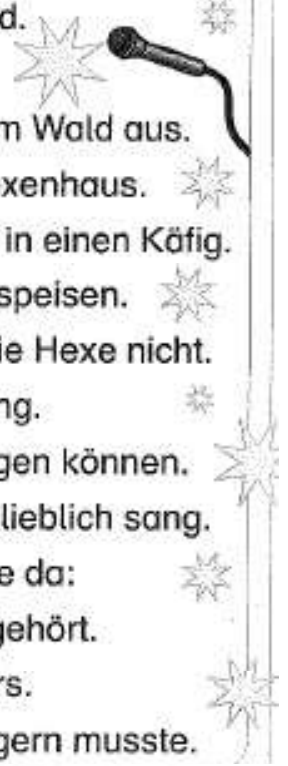 d.
m Wald aus.
exenhaus.
in einen Käfig.
speisen.
ie Hexe nicht.
ng.
gen können.
lieblich sang.
e da:
gehört.
rs.
gern musste.